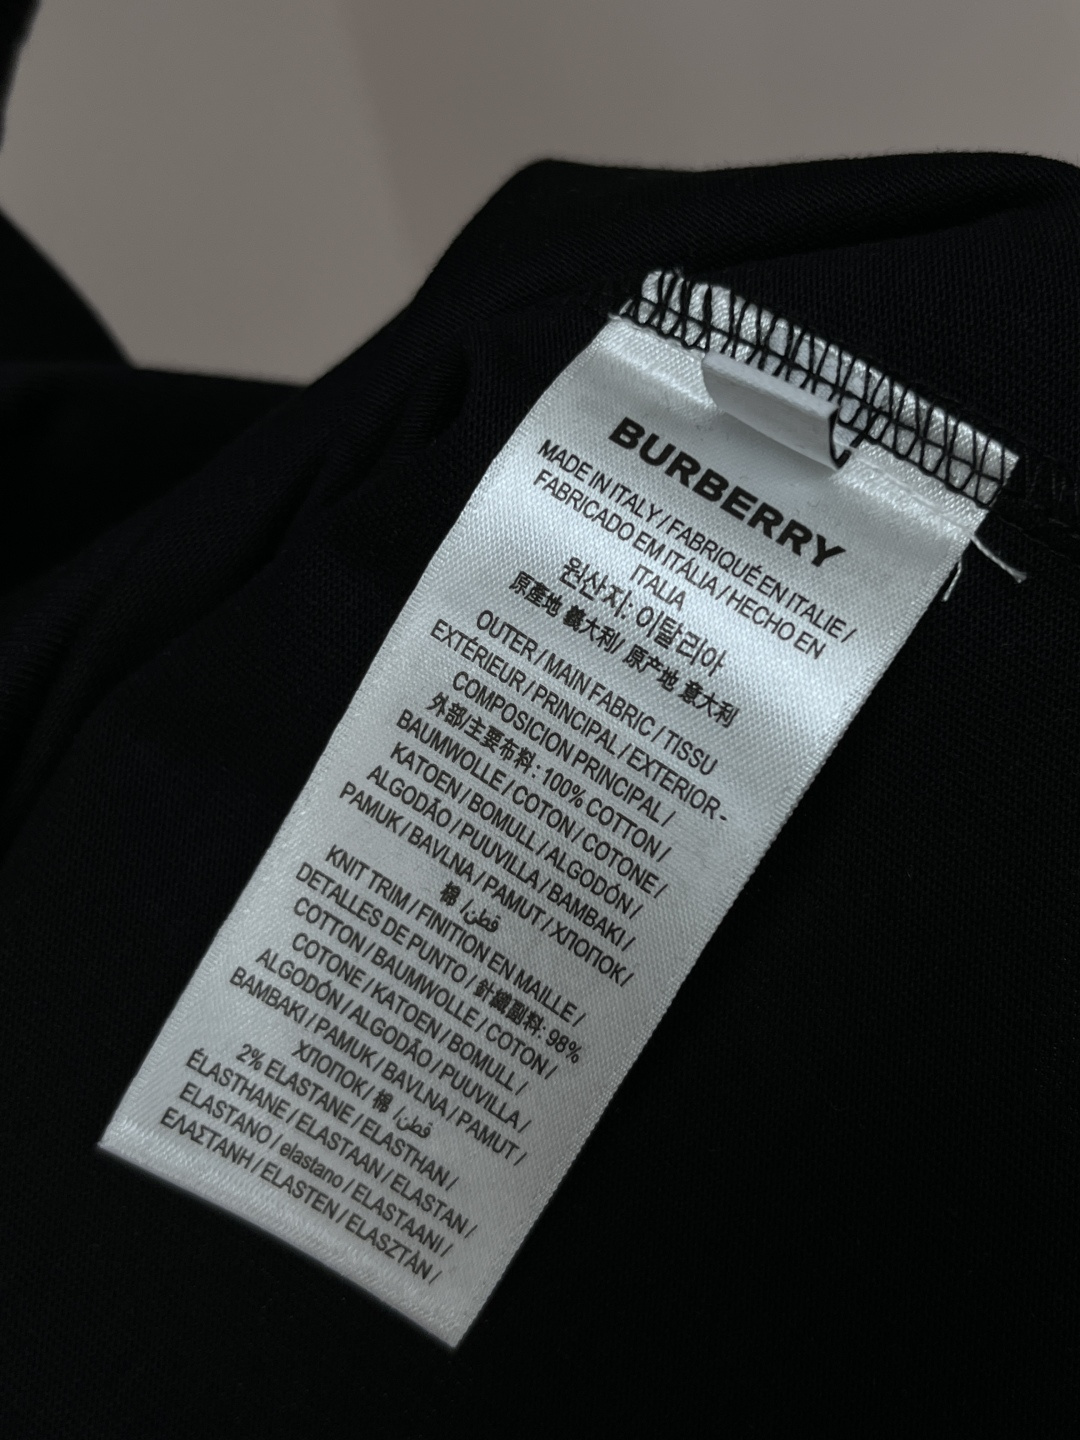 BURBERRY
MADE IN ITALY / FABRIQUÉ EN ITALIE /
FABRICADO EM ITÁLIA / HECHO EN
ITALIA
원산지: 이탈리아
原產地 義大利/ 原产地 意大利
OUTER / MAIN FABRIC / TISSU
EXTÉRIEUR / PRINCIPAL / EXTERIOR -
COMPOSICION PRINCIPAL /
外部/主要布料 : 100% COTTON /
BAUMWOLLE / COTON / COTONE /
KATOEN / BOMULL / ALGODÓN /
ALGODÃO / PUUVILLA / BAMBAKI /
PAMUK / BAVLNA / PAMUT / ХЛОПОК /
棉 /قطن
KNIT TRIM / FINITION EN MAILLE /
DETALLES DE PUNTO / 針織副料: 98%
COTTON / BAUMWOLLE / COTON /
COTONE / KATOEN / BOMULL /
ALGODÓN / ALGODÃO / PUUVILLA /
BAMBAKI / PAMUK / BAVLNA / PAMUT /
ХЛОПОК / 棉 /قطن
2% ELASTANE / ELASTHAN /
ÉLASTHANE / ELASTAAN / ELASTAN /
ELASTANO / elastano / ELASTAANI /
ΕΛΑΣΤΑΝΗ / ELASTEN / ELASZTÁN /